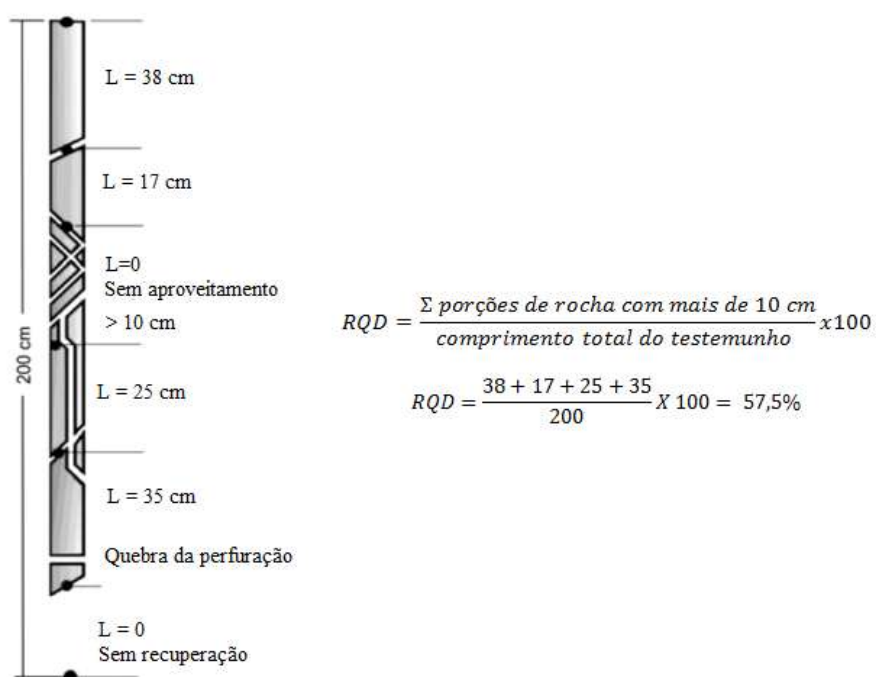 L = 38 cm
L = 17 cm
L=0
Sem aproveitamento
> 10 cm
200 cm
L = 25 cm
L = 35 cm
Quebra da perfuração
L = 0
Sem recuperação
RQD = Σ porções de rocha com mais de 10 cm / comprimento total do testemunho x100
RQD = 38 + 17 + 25 + 35 / 200 X 100 = 57,5%